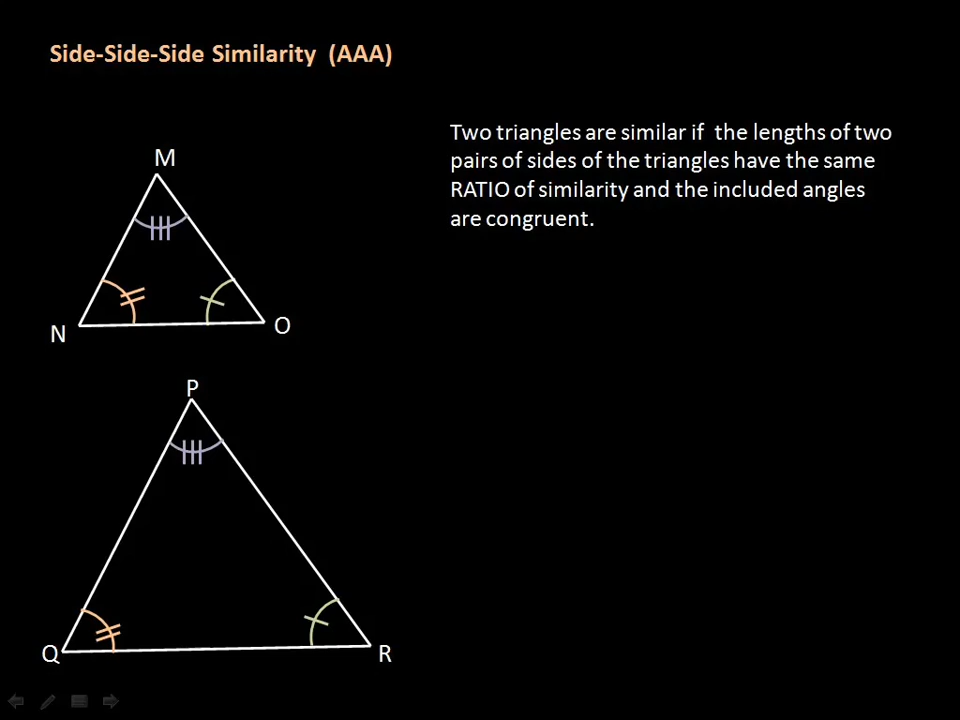 Side-Side-Side Similarity (AAA)
Two triangles are similar if the lengths of two
pairs of sides of the triangles have the same
RATIO of similarity and the included angles
are congruent.
M
N
O
P
Q
R